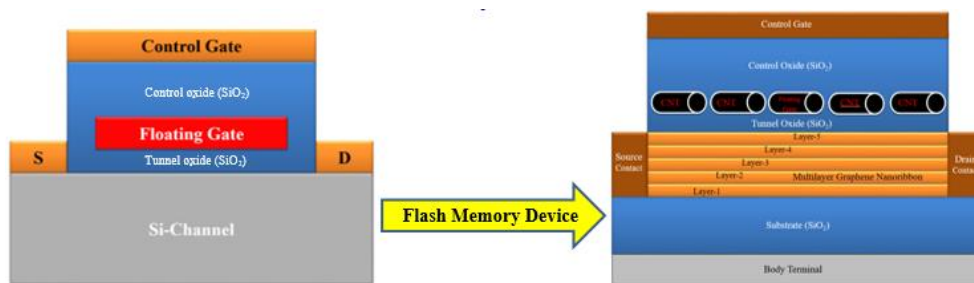 Control Gate
Control oxide (SiO₂)
Floating Gate
S
Tunnel oxide (SiO₂)
D
Si-Channel
Flash Memory Device
Control Gate
Control Oxide (SiO₂)
CNT
CNT
Floating
Gate
CNT
CNT
Tunnel Oxide (SiO₂)
Layer-5
Layer-4
Layer-3
Layer-2
Multilayer Graphene Nanoribbon
Layer-1
Source
Contact
Drain
Contact
Substrate (SiO₂)
Body Terminal